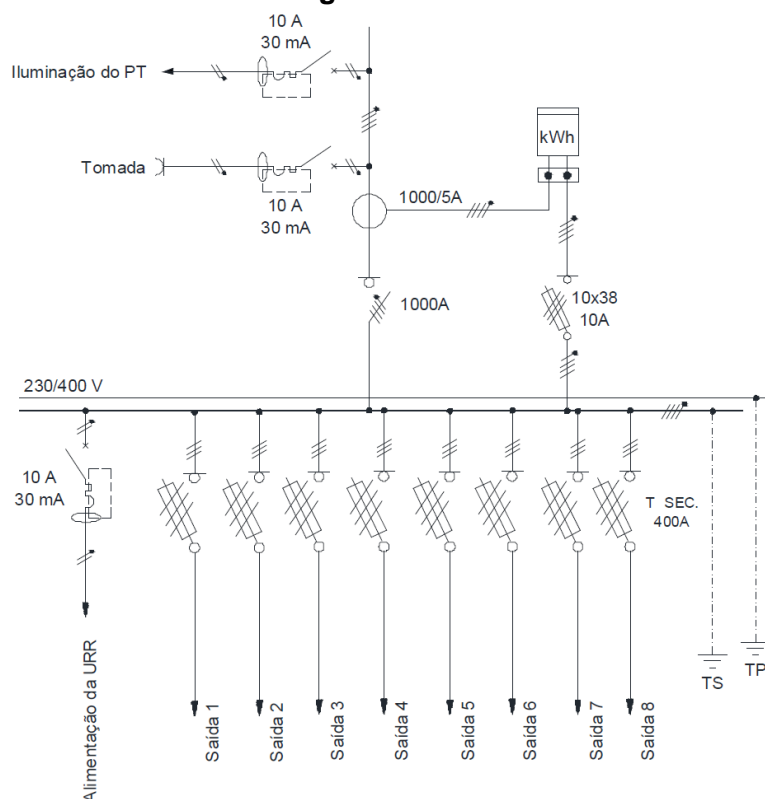 10 A
30 mA
Iluminação do PT
kWh
Tomada
10 A
30 mA
1000/5A
1000A
10x38
10A
230/400 V
10 A
30 mA
T SEC.
400A
TS
TP
Alimentação da URR
Saída 1
Saída 2
Saída 3
Saída 4
Saída 5
Saída 6
Saída 7
Saída 8